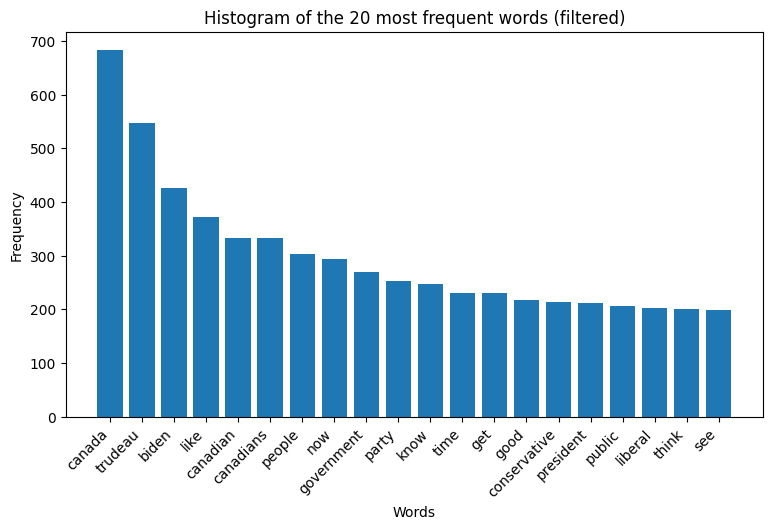 Histogram of the 20 most frequent words (filtered)
700
600
500
400
300
200
100
0
Frequency
canada
trudeau
biden
like
canadian
canadians
people
now
government
party
know
time
get
good
conservative
president
public
liberal
think
see
Words